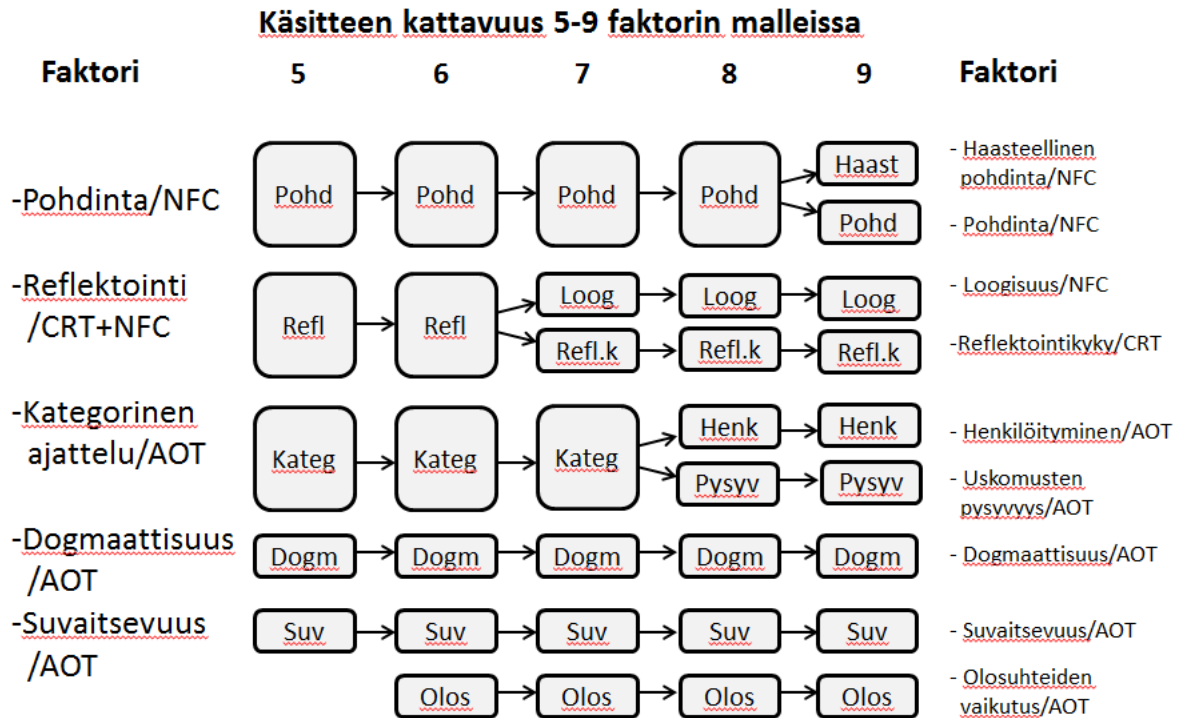 Käsitteen kattavuus 5-9 faktorin malleissa
Faktori 5 6 7 8 9 Faktori
-Pohdinta/NFC
Pohd Pohd Pohd Pohd
Haast
Pohd
- Haasteellinen
pohdinta/NFC
- Pohdinta/NFC
-Reflektointi
/CRT+NFC
Refl Refl
Loog Loog Loog
Refl.k Refl.k Refl.k
- Loogisuus/NFC
-Reflektointikyky/CRT
-Kategorinen
ajattelu/AOT
Kateg Kateg Kateg
Henk Henk
Pysyv Pysyv
- Henkilöityminen/AOT
- Uskomusten
pysyvyys/AOT
-Dogmaattisuus
/AOT
Dogm Dogm Dogm Dogm Dogm
- Dogmaattisuus/AOT
-Suvaitsevuus
/AOT
Suv Suv Suv Suv Suv
- Suvaitsevuus/AOT
Olos Olos Olos Olos
- Olosuhteiden
vaikutus/AOT